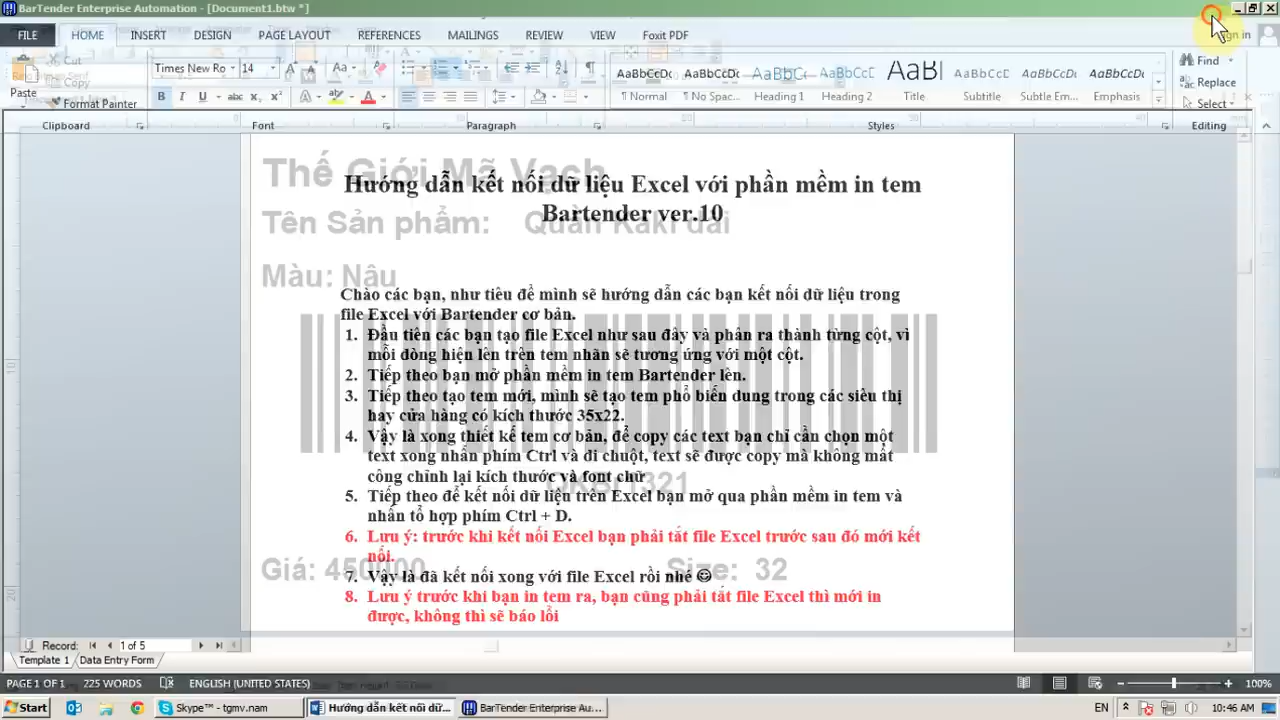 BarTender Enterprise Automation - [Document1.btw *]
FILE HOME INSERT DESIGN PAGE LAYOUT REFERENCES MAILINGS REVIEW VIEW Foxit PDF Sign in
Cut
Copy
Paste
Format Painter
Times New Ro 14
AaBbCcDc AaBbCcDc AaBbCc AaBbCcD AaBl AaBbCcD AaBbCcDc AaBbCcDc
¶ Normal ¶ No Spac... Heading 1 Heading 2 Title Subtitle Subtle Em... Emphasis
Find
Replace
Select
Clipboard Font Paragraph Styles Editing
Thế Giới Mã Vạch
Hướng dẫn kết nối dữ liệu Excel với phần mềm in tem
Bartender ver.10
Tên Sản phẩm: Quần Kaki dài
Màu: Nâu
Chào các bạn, như tiêu đề mình sẽ hướng dẫn các bạn kết nối dữ liệu trong
file Excel với Bartender cơ bản.
1. Đầu tiên các bạn tạo file Excel như sau đây và phân ra thành từng cột, vì
mỗi dòng hiện lên trên tem nhãn sẽ tương ứng với một cột.
2. Tiếp theo bạn mở phần mềm in tem Bartender lên.
3. Tiếp theo tạo tem mới, mình sẽ tạo tem phổ biến dung trong các siêu thị
hay cửa hàng có kích thước 35x22.
4. Vậy là xong thiết kế tem cơ bản, để copy các text bạn chỉ cần chọn một
text xong nhấn phím Ctrl và di chuột, text sẽ được copy mà không mất
công chỉnh lại kích thước và font chữ
5. Tiếp theo để kết nối dữ liệu trên Excel bạn mở qua phần mềm in tem và
nhấn tổ hợp phím Ctrl + D.
6. Lưu ý: trước khi kết nối Excel bạn phải tắt file Excel trước sau đó mới kết
nối.
Giá: 450000 Size: 32
7. Vậy là đã kết nối xong với file Excel rồi nhé ☺
8. Lưu ý trước khi bạn in tem ra, bạn cũng phải tắt file Excel thì mới in
được, không thì sẽ báo lỗi
Record: 1 of 5
Template 1 Data Entry Form
PAGE 1 OF 1 225 WORDS ENGLISH (UNITED STATES) 100%
Start Skype™ - tgmv.nam Hướng dẫn kết nối dữ... BarTender Enterprise Au... EN 10:46 AM